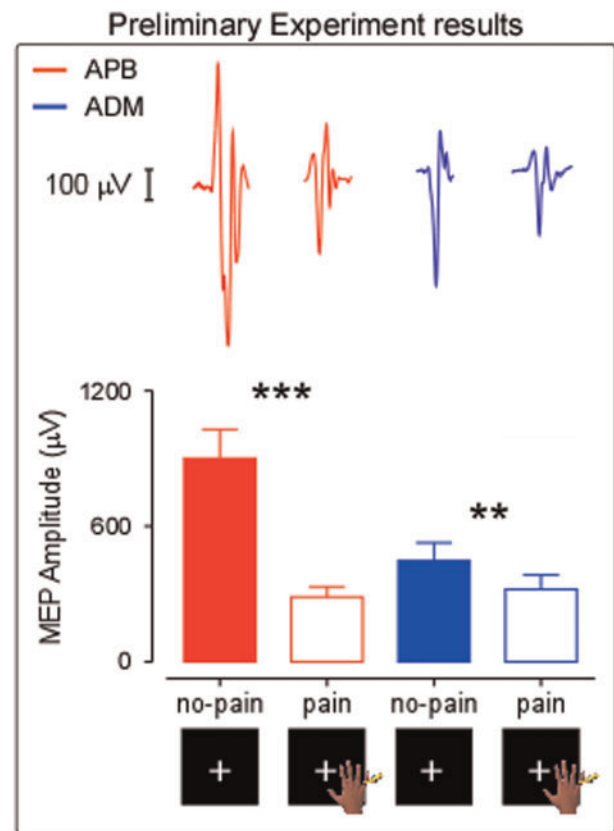 Preliminary Experiment results
APB
ADM
100 μV
1200
***
600
**
0
MEP Amplitude (μV)
no-pain pain no-pain pain